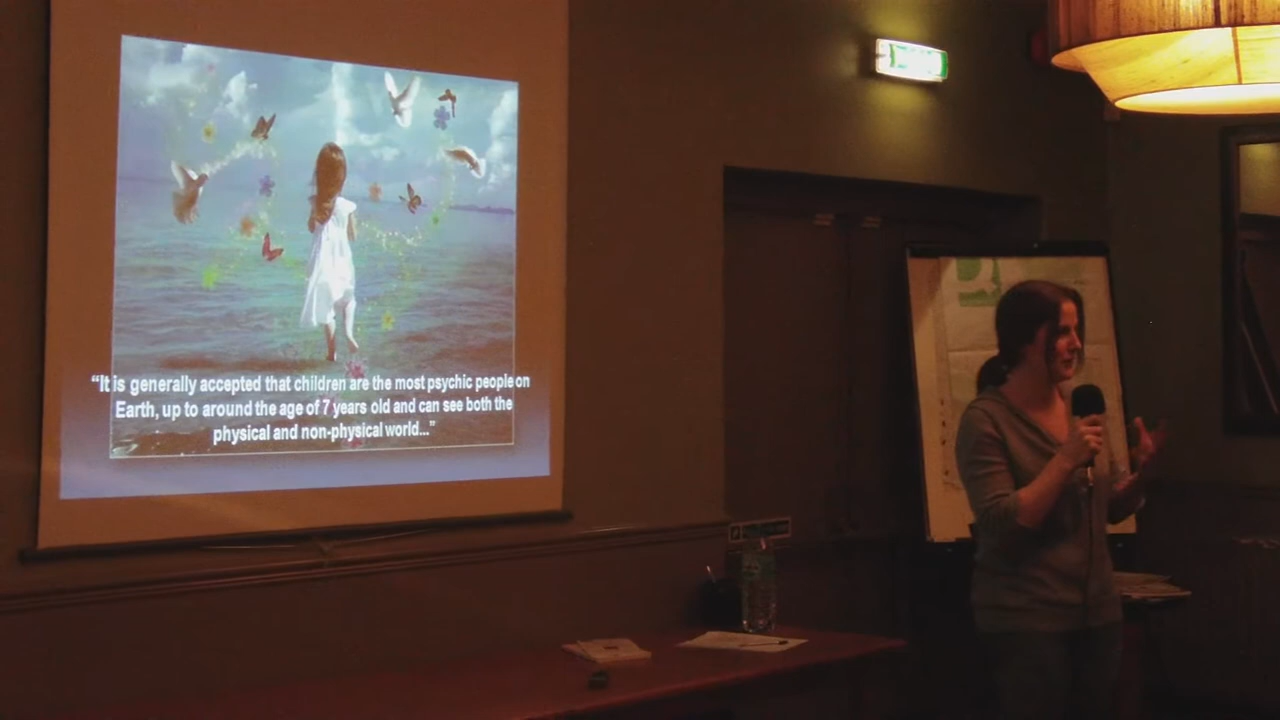 “It is generally accepted that children are the most psychic people on
Earth, up to around the age of 7 years old and can see both the
physical and non-physical world...”